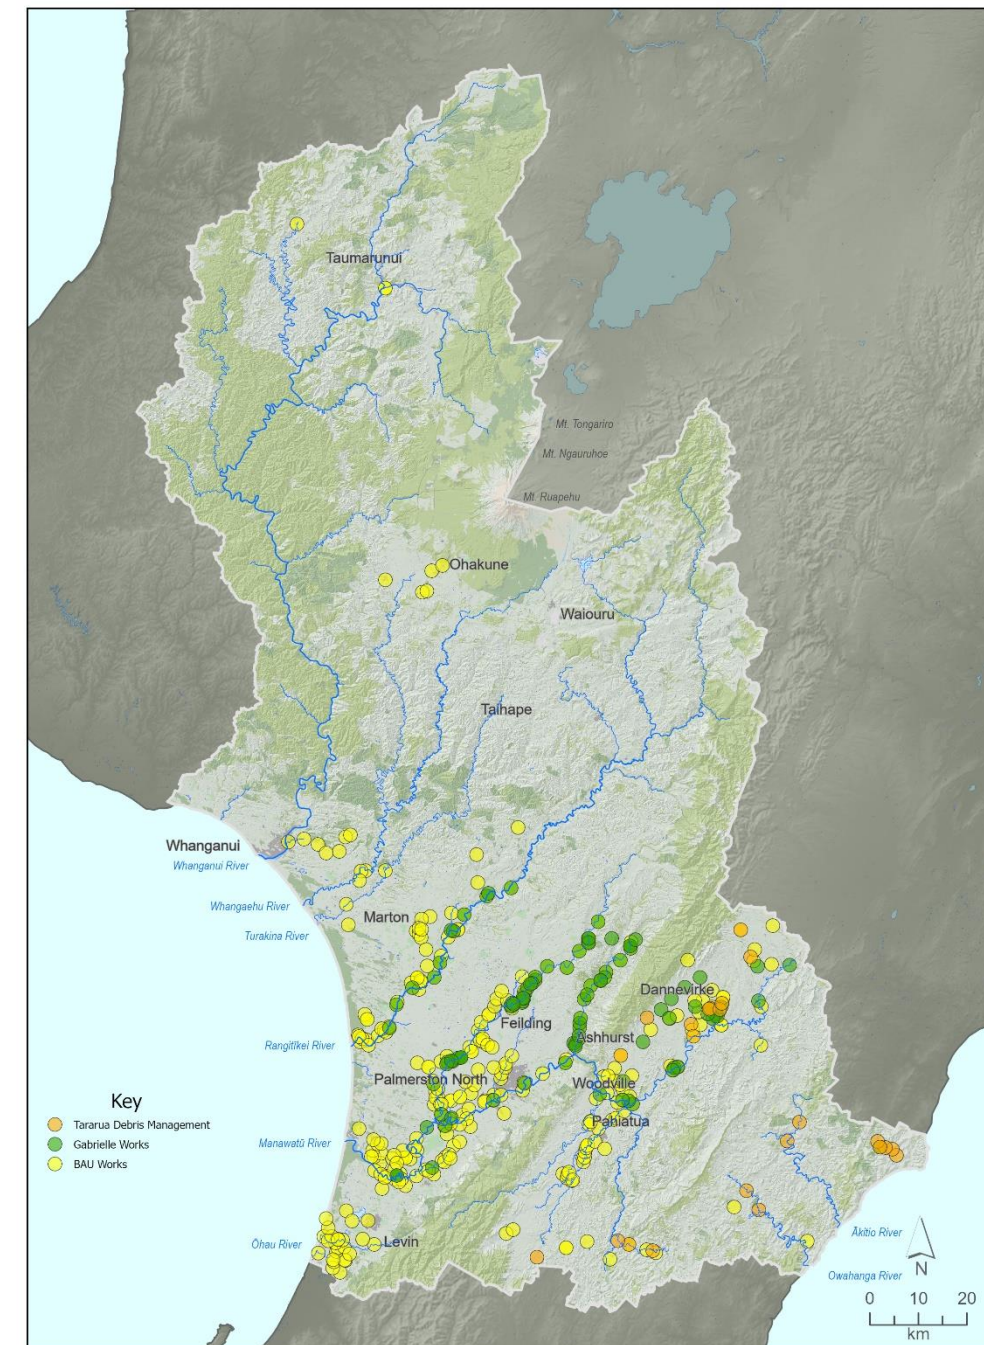 Taumarunui
Mt. Tongariro
Mt. Ngauruhoe
Mt. Ruapehu
Ohakune
Waiouru
Taihape
Whanganui
Whanganui River
Whangaehu River
Marton
Turakina River
Dannevirke
Feilding
Ashhurst
Rangitīkei River
Palmerston North
Woodville
Key
Pahiatua
Tararua Debris Management
Gabrielle Works
Manawatū River
BAU Works
Ākitio River
Ōhau River
Levin
N
Owahanga River
0 10 20
km